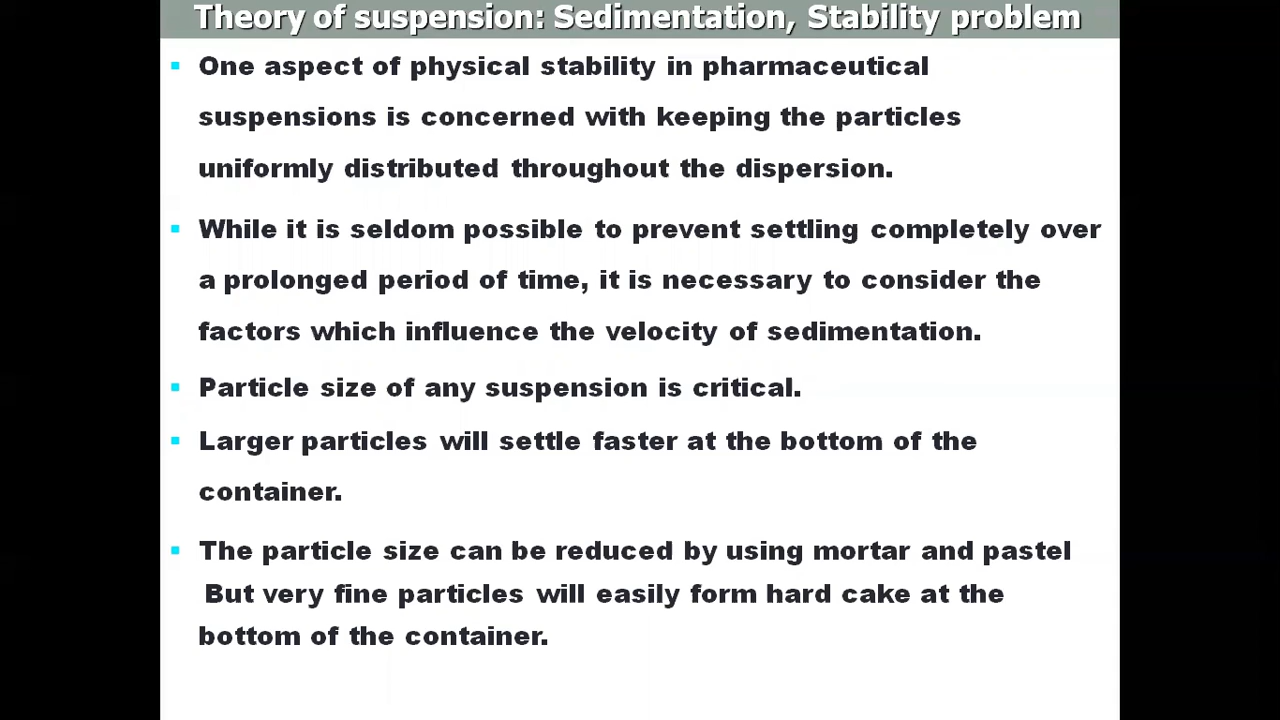 Theory of suspension: Sedimentation, Stability problem
▪ One aspect of physical stability in pharmaceutical
suspensions is concerned with keeping the particles
uniformly distributed throughout the dispersion.
▪ While it is seldom possible to prevent settling completely over
a prolonged period of time, it is necessary to consider the
factors which influence the velocity of sedimentation.
▪ Particle size of any suspension is critical.
▪ Larger particles will settle faster at the bottom of the
container.
▪ The particle size can be reduced by using mortar and pastel
But very fine particles will easily form hard cake at the
bottom of the container.